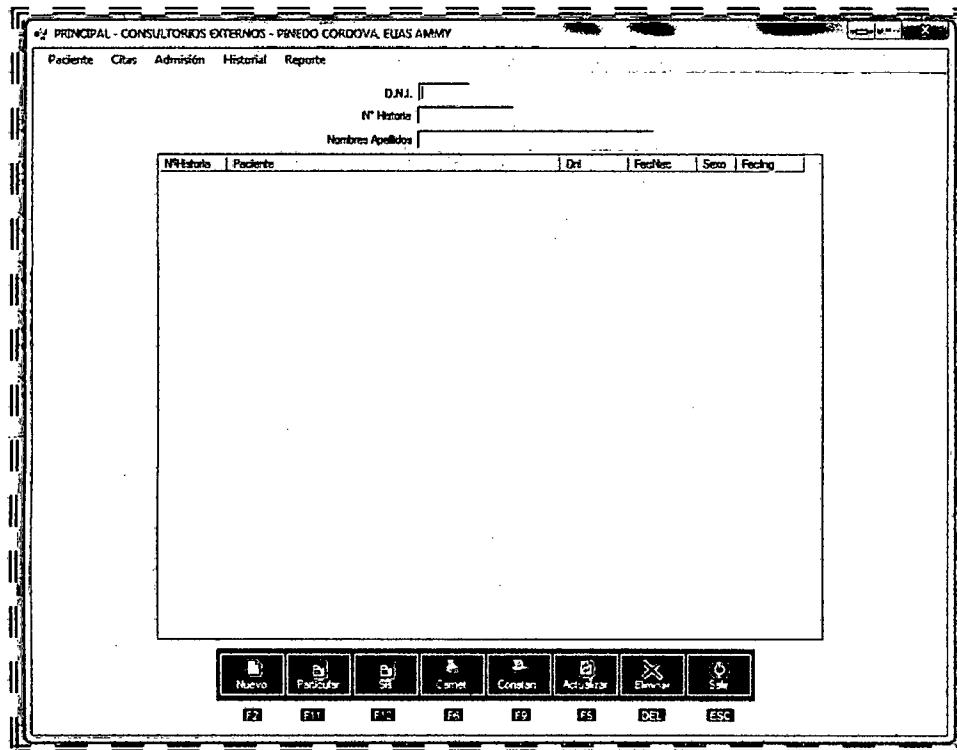 PRINCIPAL - CONSULTORIOS EXTERNOS - PINEDO CORDOVA, ELIAS AMMY
Paciente Citas Admisión Historial Reporte
D.N.I.
N° Historia
Nombres Apellidos
NºHistoria Paciente Dni FecNac Sexo FecIng
Nuevo Particular SIS Carnet Constan Actualizar Eliminar Salir
F2 F11 F12 F6 F9 F5 DEL ESC